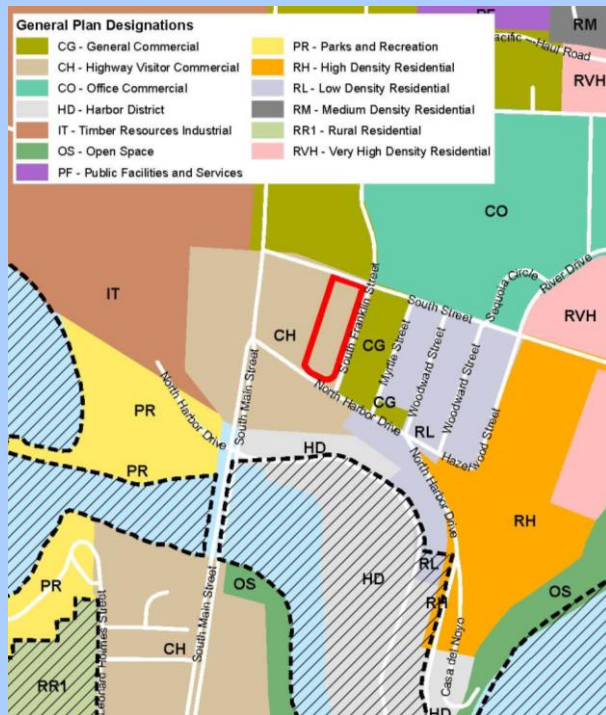 General Plan Designations
CG - General Commercial
CH - Highway Visitor Commercial
CO - Office Commercial
HD - Harbor District
IT - Timber Resources Industrial
OS - Open Space
PF - Public Facilities and Services
PR - Parks and Recreation
RH - High Density Residential
RL - Low Density Residential
RM - Medium Density Residential
RR1 - Rural Residential
RVH - Very High Density Residential
PF
RM
Haul Road
RVH
CO
IT
Sequoia Circle
River Drive
South Street
RVH
CH
South Franklin Street
CG
Myrtle Street
Woodward Street
Woodward Street
South Main Street
North Harbor Drive
North Harbor Drive
CG
RL
Hazelwood Street
PR
HD
PR
North Harbor Drive
RH
PR
OS
HD
RL
RH
OS
CH
South Main Street
Leonard Holmes Street
RR1
Casa del Noyo
HD